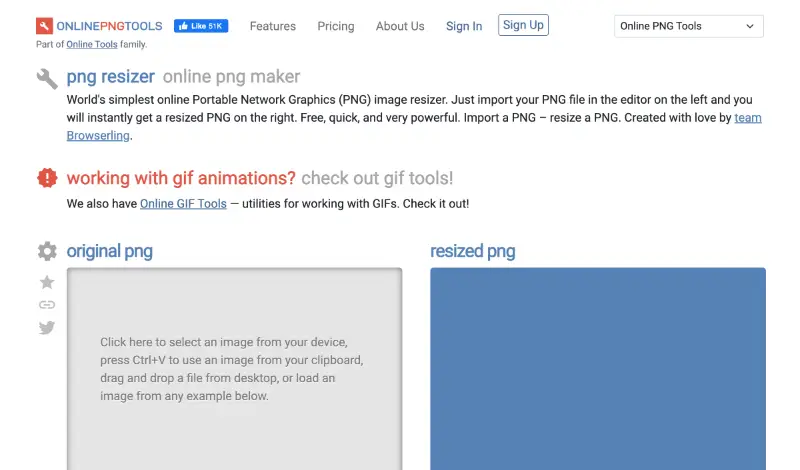 ONLINEPNGTOOLS Like 51K Features Pricing About Us Sign In Sign Up Online PNG Tools
Part of Online Tools family.
png resizer online png maker
World's simplest online Portable Network Graphics (PNG) image resizer. Just import your PNG file in the editor on the left and you
will instantly get a resized PNG on the right. Free, quick, and very powerful. Import a PNG – resize a PNG. Created with love by team
Browserling.
working with gif animations? check out gif tools!
We also have Online GIF Tools — utilities for working with GIFs. Check it out!
original png
resized png
Click here to select an image from your device,
press Ctrl+V to use an image from your clipboard,
drag and drop a file from desktop, or load an
image from any example below.